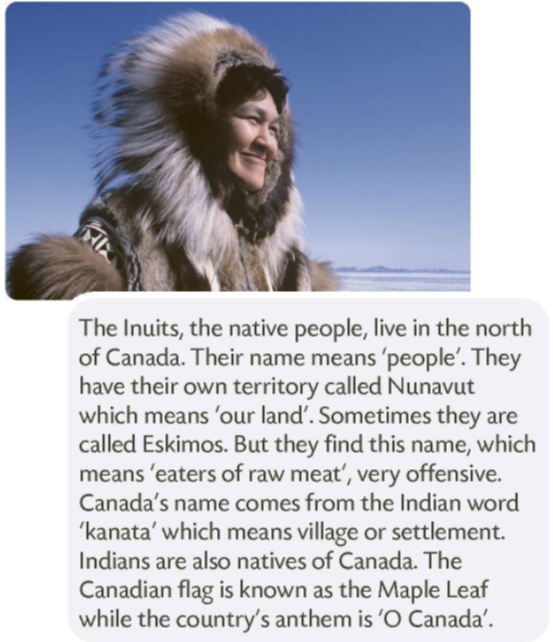 The Inuits, the native people, live in the north
of Canada. Their name means ‘people’. They
have their own territory called Nunavut
which means ‘our land’. Sometimes they are
called Eskimos. But they find this name, which
means ‘eaters of raw meat’, very offensive.
Canada’s name comes from the Indian word
‘kanata’ which means village or settlement.
Indians are also natives of Canada. The
Canadian flag is known as the Maple Leaf
while the country’s anthem is ‘O Canada’.